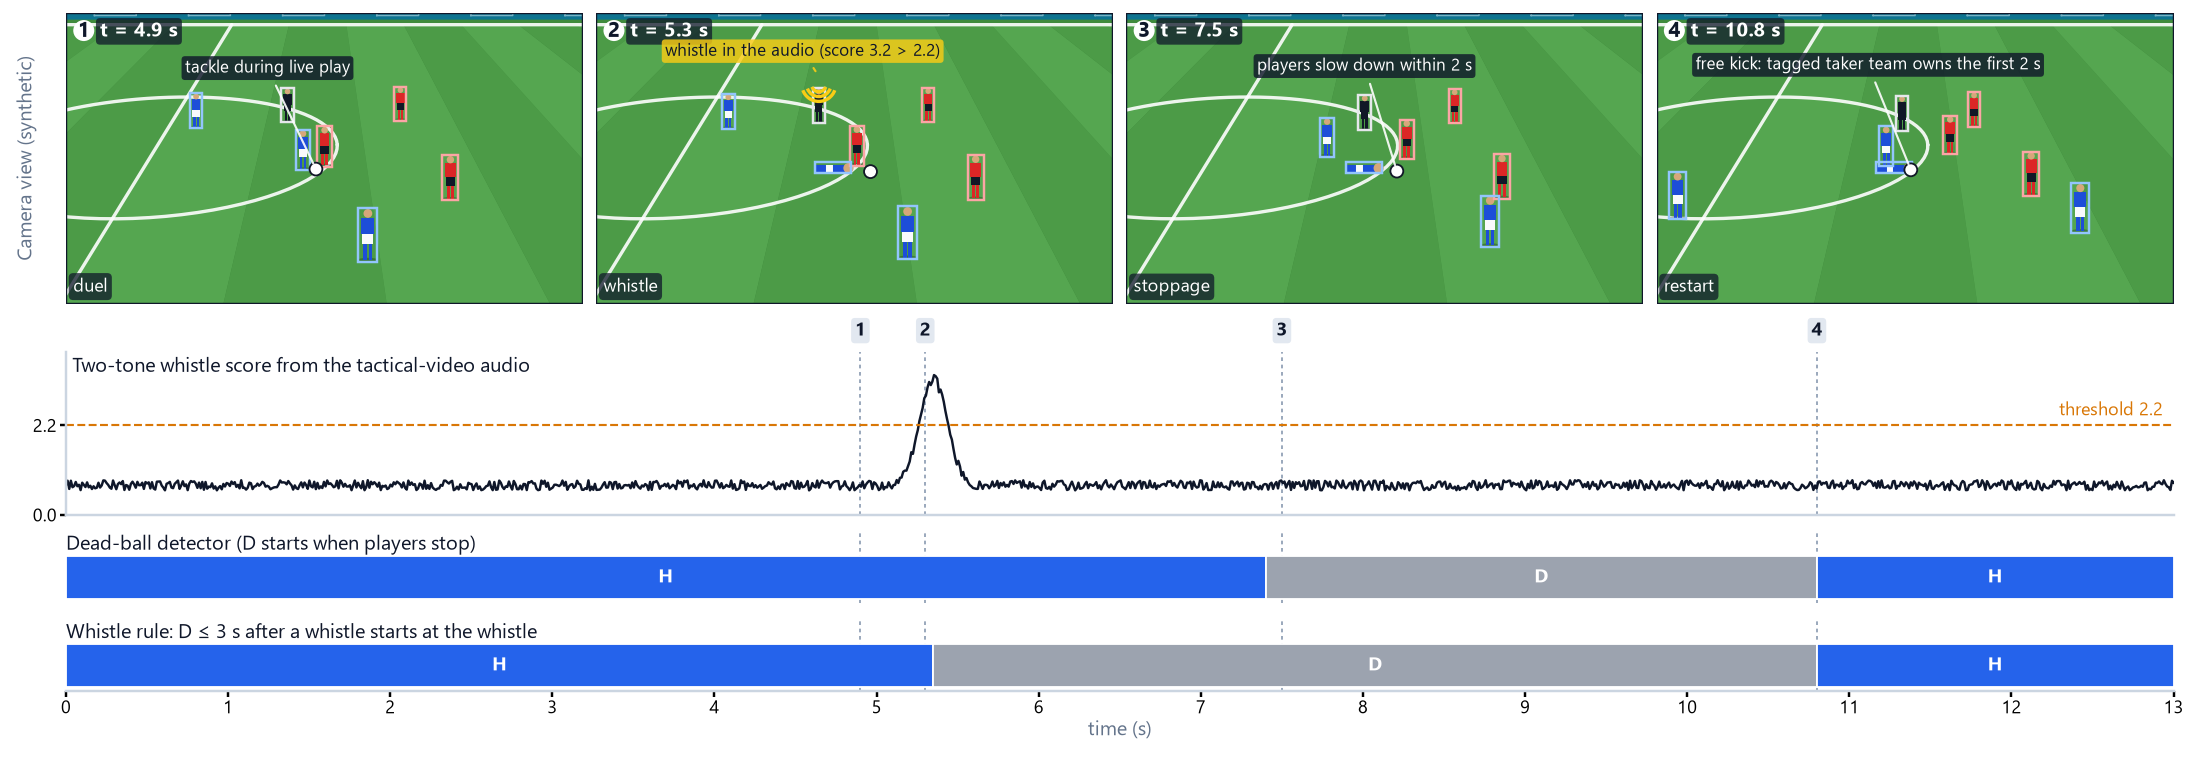 Camera view (synthetic)
1 t = 4.9 s
tackle during live play
duel
2 t = 5.3 s
whistle in the audio (score 3.2 > 2.2)
whistle
3 t = 7.5 s
players slow down within 2 s
stoppage
4 t = 10.8 s
free kick: tagged taker team owns the first 2 s
restart
1 2 3 4
Two-tone whistle score from the tactical-video audio
threshold 2.2
2.2
0.0
Dead-ball detector (D starts when players stop)
H D H
Whistle rule: D ≤ 3 s after a whistle starts at the whistle
H D H
0 1 2 3 4 5 6 7 8 9 10 11 12 13
time (s)